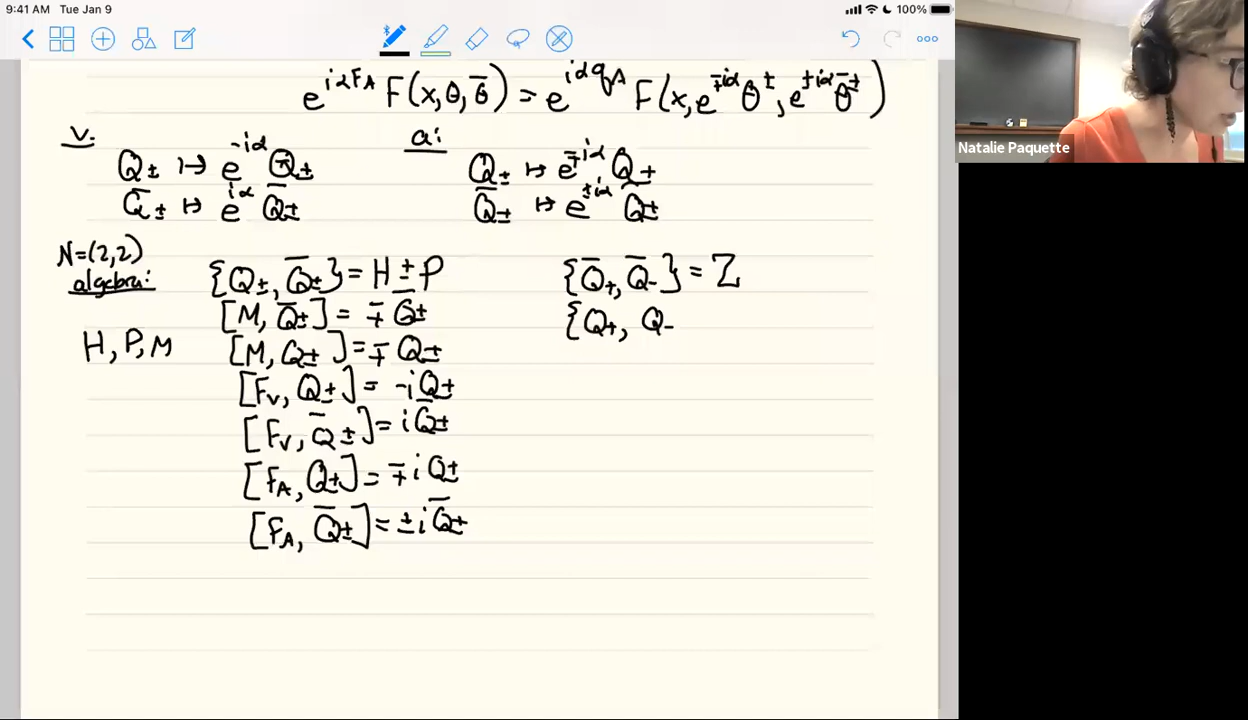 9:41 AM Tue Jan 9
100%
e^{iαF_A} F(x, θ, θ̄) = e^{iαq_A} F(x, e^{∓iα} θ^±, e^{±iα} θ̄^±)
V:
Q_± ↦ e^{-iα} Q_±
Q̄_± ↦ e^{iα} Q̄_±
a:
Q_± ↦ e^{∓iα} Q_±
Q̄_± ↦ e^{±iα} Q̄_±
N=(2,2)
algebra:
H, P, M
{Q_±, Q̄_±} = H ± P
[M, Q̄_±] = ∓ Q̄_±
[M, Q_±] = ∓ Q_±
[F_V, Q_±] = -i Q_±
[F_V, Q̄_±] = i Q̄_±
[F_A, Q_±] = ∓i Q_±
[F_A, Q̄_±] = ±i Q̄_±
{Q̄_+, Q̄_-} = Z
{Q_+, Q_-
Natalie Paquette